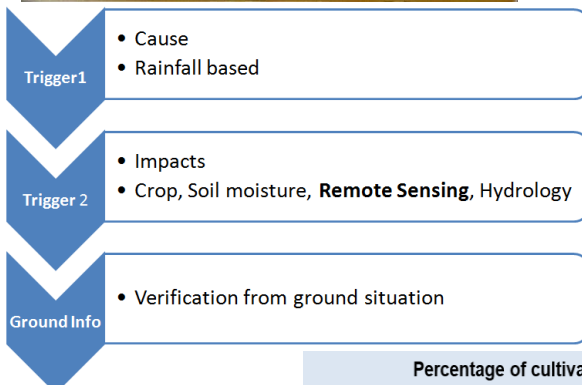 Trigger1
• Cause
• Rainfall based
Trigger 2
• Impacts
• Crop, Soil moisture, Remote Sensing, Hydrology
Ground Info
• Verification from ground situation
Percentage of cultiva